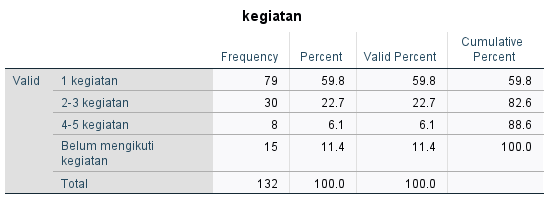 kegiatan
Frequency Percent Valid Percent Cumulative Percent
Valid 1 kegiatan 79 59.8 59.8 59.8
2-3 kegiatan 30 22.7 22.7 82.6
4-5 kegiatan 8 6.1 6.1 88.6
Belum mengikuti kegiatan 15 11.4 11.4 100.0
Total 132 100.0 100.0